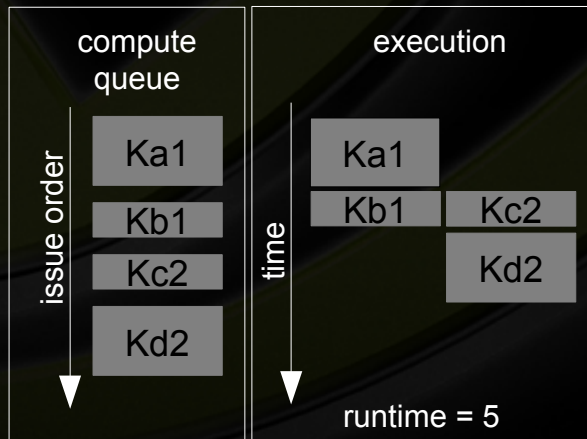 compute
queue
issue order
Ka1
Kb1
Kc2
Kd2
execution
time
Ka1
Kb1 Kc2
Kd2
runtime = 5